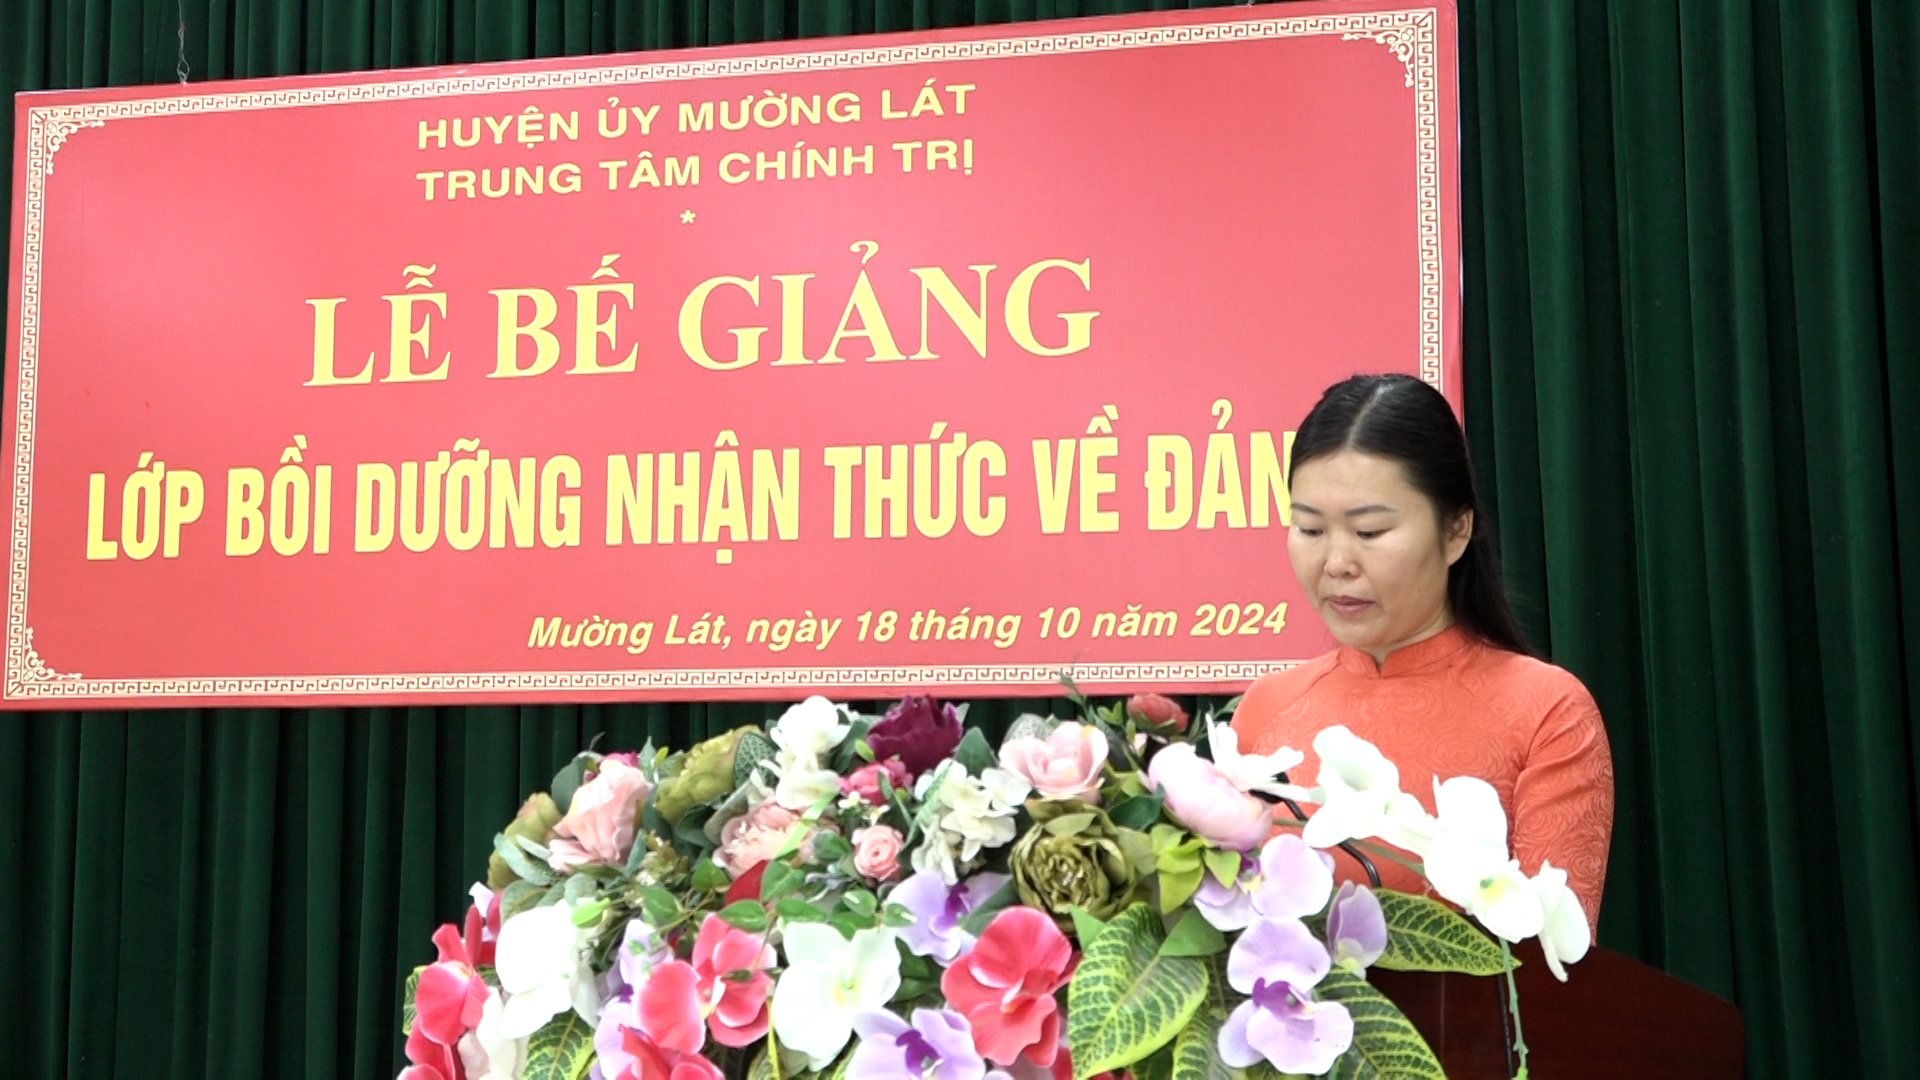 HUYỆN ỦY MƯỜNG LÁT
TRUNG TÂM CHÍNH TRỊ
*
LỄ BẾ GIẢNG
LỚP BỒI DƯỠNG NHẬN THỨC VỀ ĐẢN
Mường Lát, ngày 18 tháng 10 năm 2024